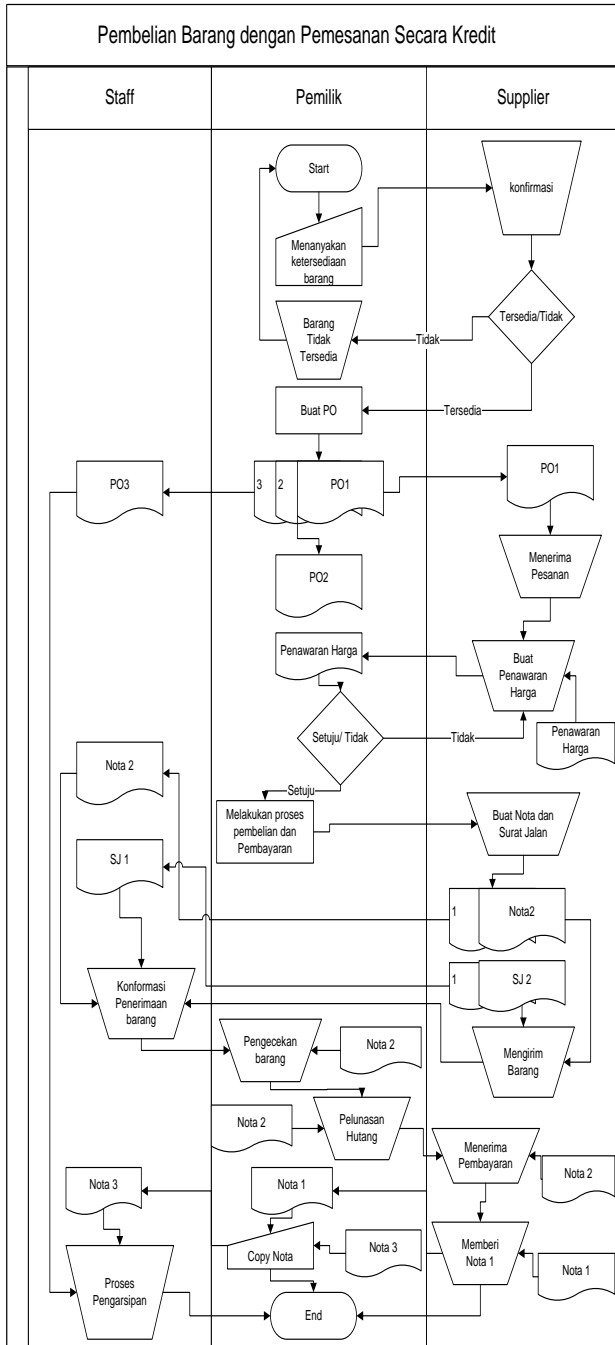 Pembelian Barang dengan Pemesanan Secara Kredit
Staff
Pemilik
Supplier
Start
konfirmasi
Menanyakan
ketersediaan
barang
Tersedia/Tidak
Barang
Tidak
Tersedia
Tidak
Buat PO
Tersedia
PO3
3
2
PO1
PO1
PO2
Menerima
Pesanan
Penawaran Harga
Buat
Penawaran
Harga
Setuju/ Tidak
Tidak
Penawaran
Harga
Nota 2
Setuju
Melakukan proses
pembelian dan
Pembayaran
Buat Nota dan
Surat Jalan
SJ 1
1
Nota2
1
SJ 2
Konformasi
Penerimaan
barang
Pengecekan
barang
Nota 2
Mengirim
Barang
Nota 2
Pelunasan
Hutang
Menerima
Pembayaran
Nota 2
Nota 3
Nota 1
Copy Nota
Nota 3
Memberi
Nota 1
Nota 1
Proses
Pengarsipan
End